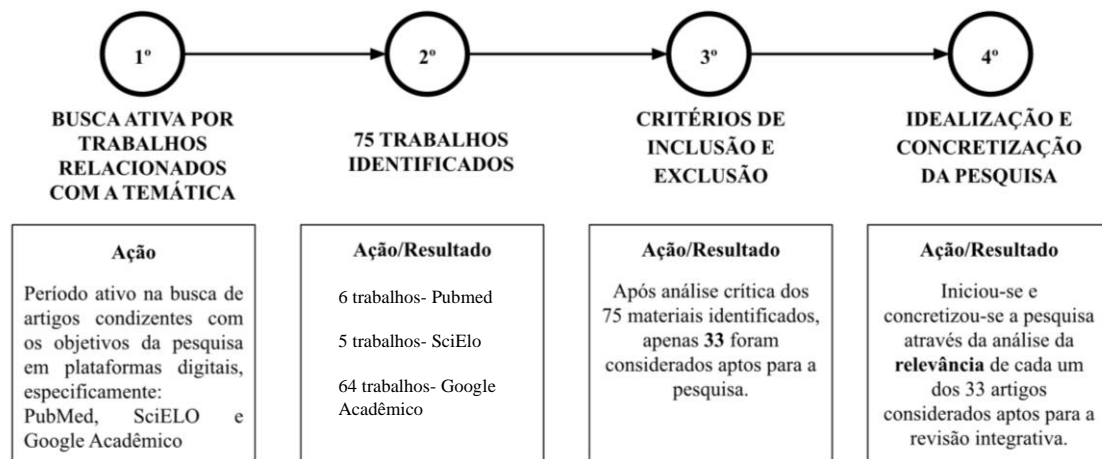 1º
2º
3º
4º
BUSCA ATIVA POR
TRABALHOS
RELACIONADOS
COM A TEMÁTICA
75 TRABALHOS
IDENTIFICADOS
CRITÉRIOS DE
INCLUSÃO E
EXCLUSÃO
IDEALIZAÇÃO E
CONCRETIZAÇÃO
DA PESQUISA
Ação
Período ativo na busca de
artigos condizentes com
os objetivos da pesquisa
em plataformas digitais,
especificamente:
PubMed, SciELO e
Google Acadêmico
Ação/Resultado
6 trabalhos- Pubmed
5 trabalhos- SciElo
64 trabalhos- Google
Acadêmico
Ação/Resultado
Após análise crítica dos
75 materiais identificados,
apenas 33 foram
considerados aptos para a
pesquisa.
Ação/Resultado
Iniciou-se e
concretizou-se a pesquisa
através da análise da
relevância de cada um
dos 33 artigos
considerados aptos para a
revisão integrativa.